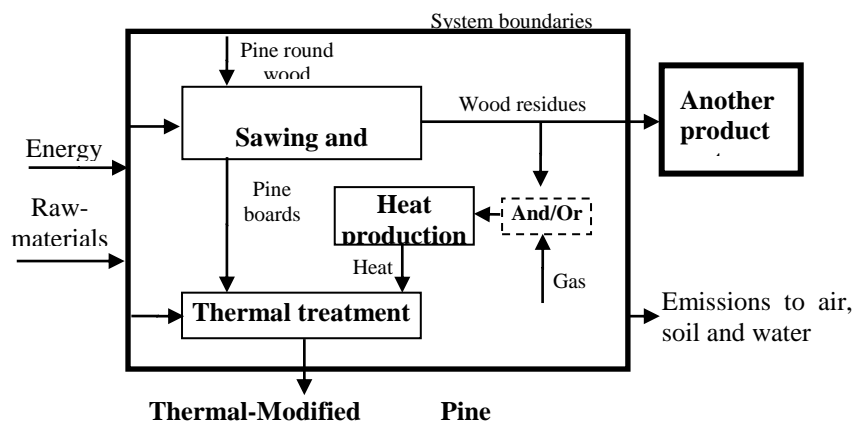 System boundaries
Pine round
wood
Wood residues
Another
product
Sawing and
Energy
Raw-
materials
Pine
boards
Heat
production
And/Or
Heat
Gas
Thermal treatment
Emissions to air,
soil and water
Thermal-Modified Pine